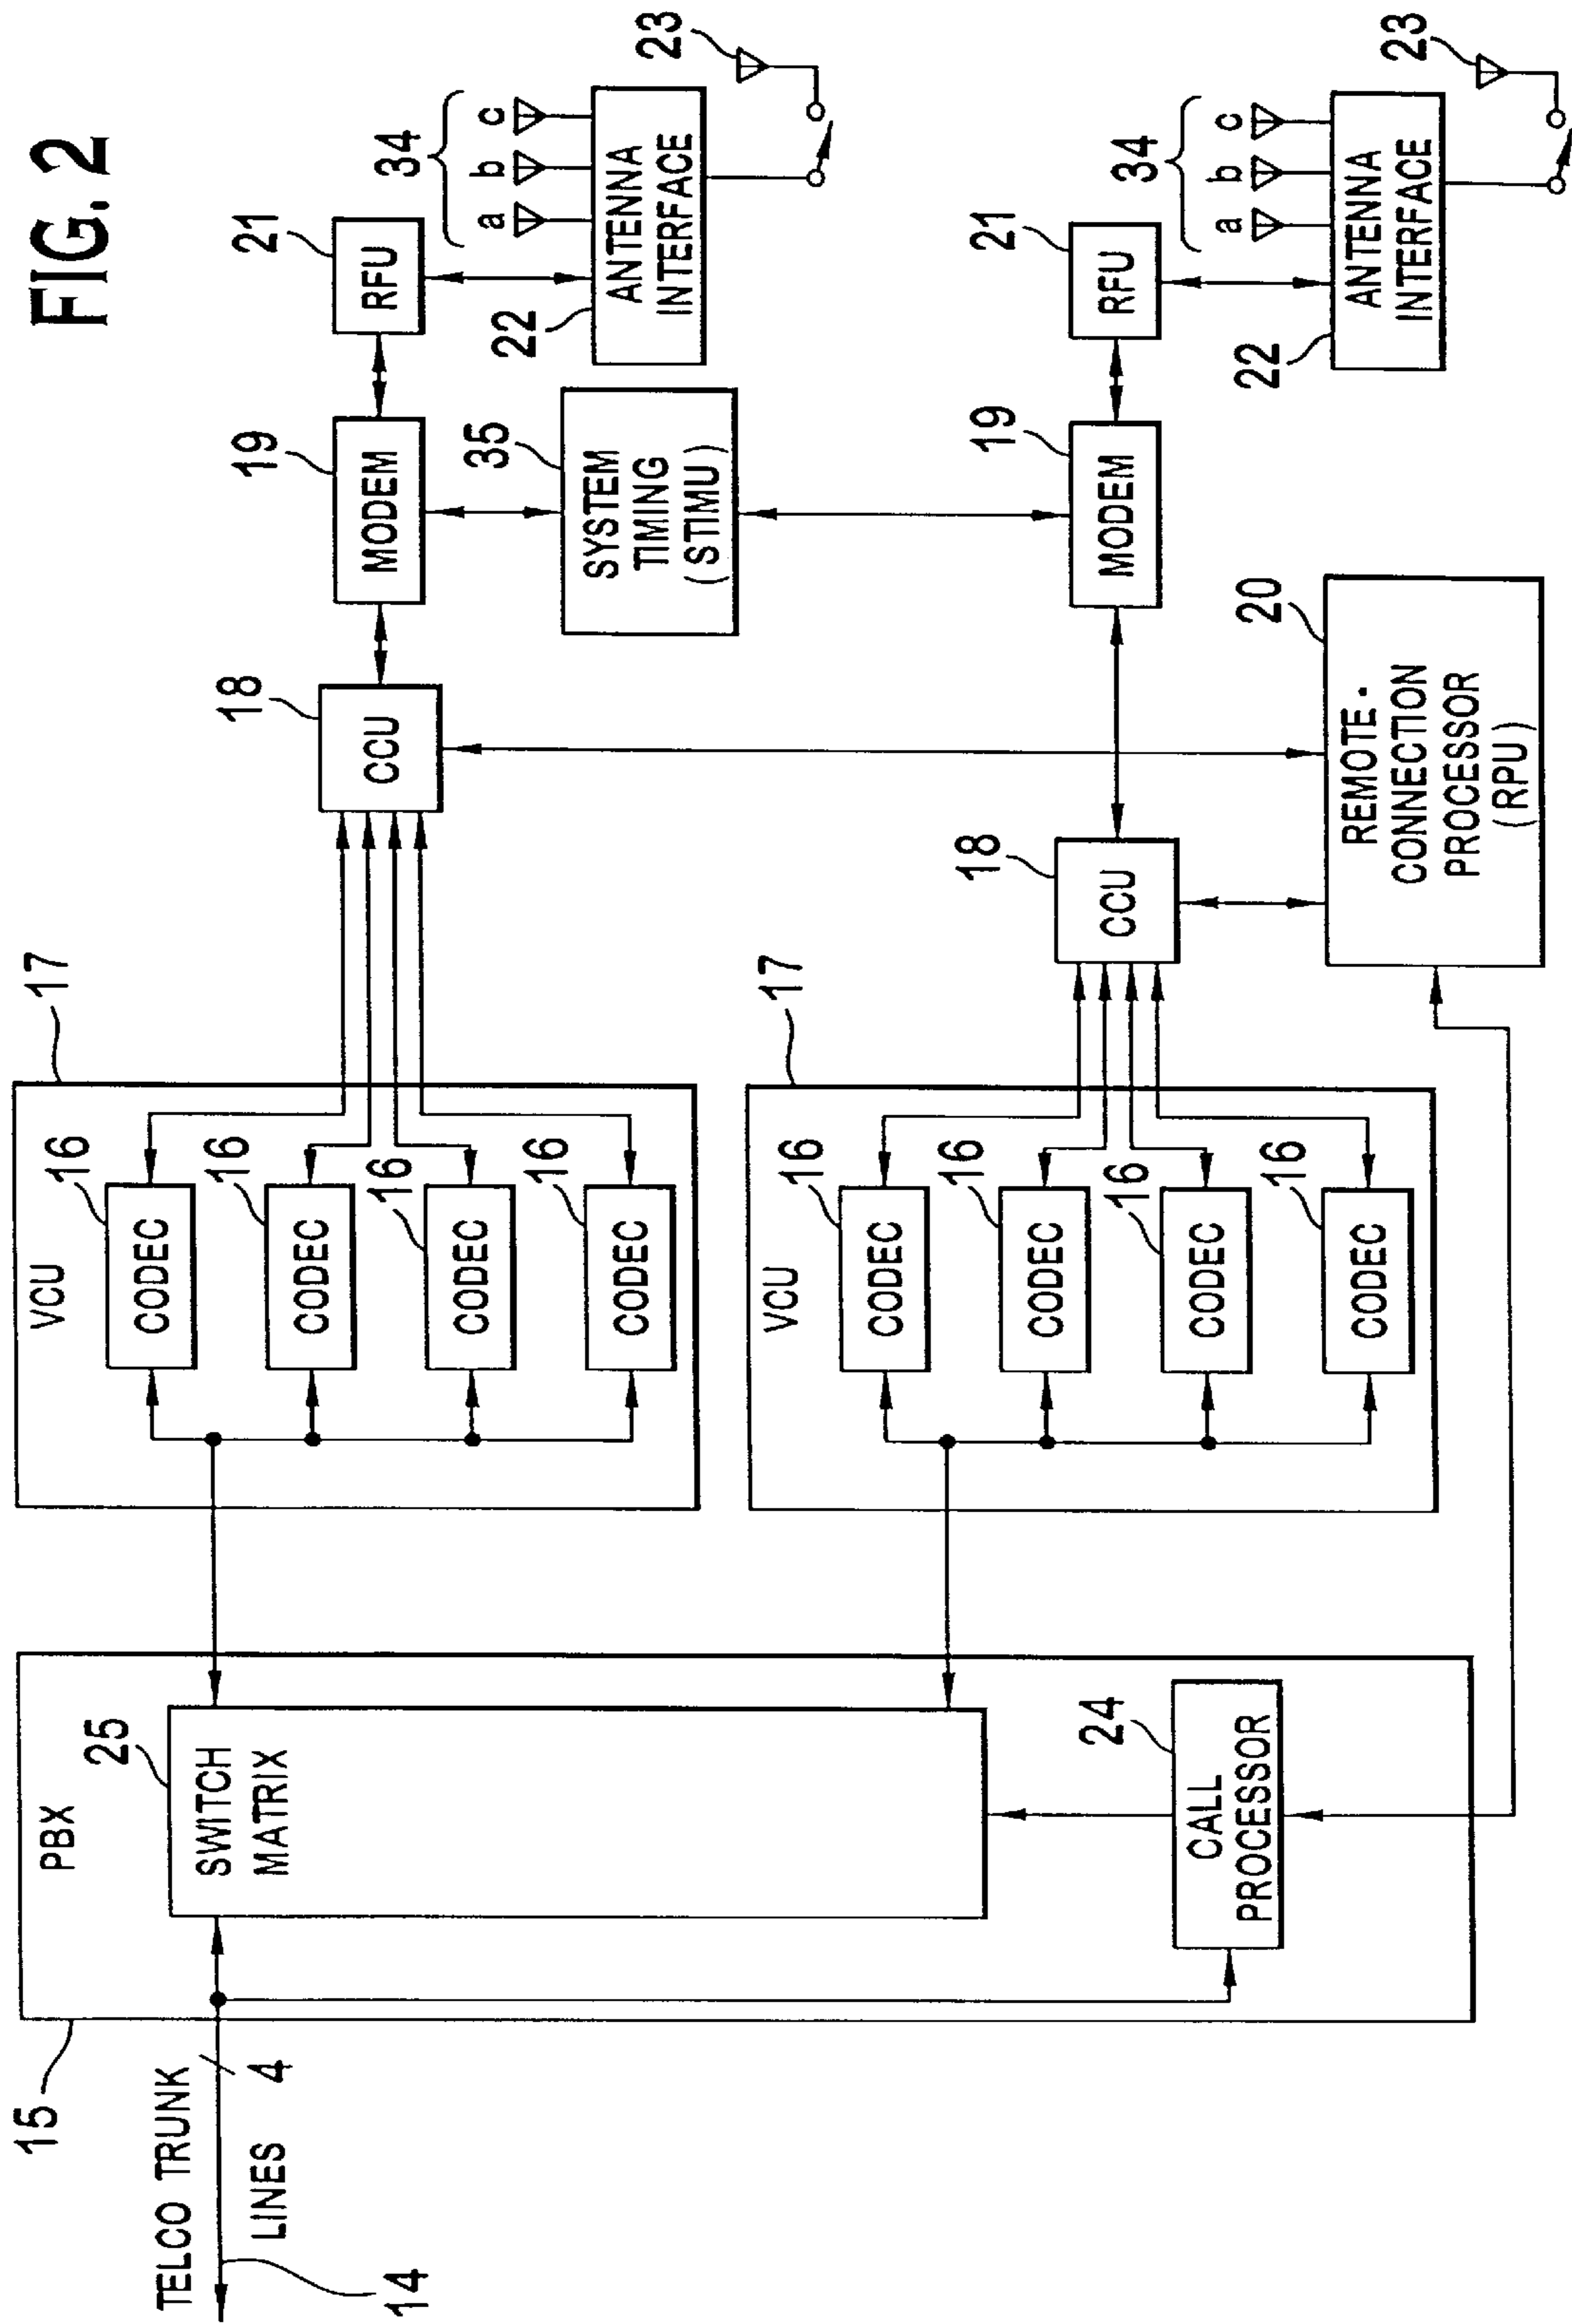 FIG. 2
TELCO TRUNK
LINES
4
14
15
PBX
25
SWITCH
MATRIX
24
CALL
PROCESSOR
17
VCU
16
CODEC
16
CODEC
16
CODEC
16
CODEC
18
CCU
19
MODEM
21
RFU
35
SYSTEM
TIMING
(STIMU)
22
ANTENNA
INTERFACE
34
a b c
23
17
VCU
16
CODEC
16
CODEC
16
CODEC
16
CODEC
18
CCU
19
MODEM
21
RFU
20
REMOTE-
CONNECTION
PROCESSOR
(RPU)
22
ANTENNA
INTERFACE
34
a b c
23